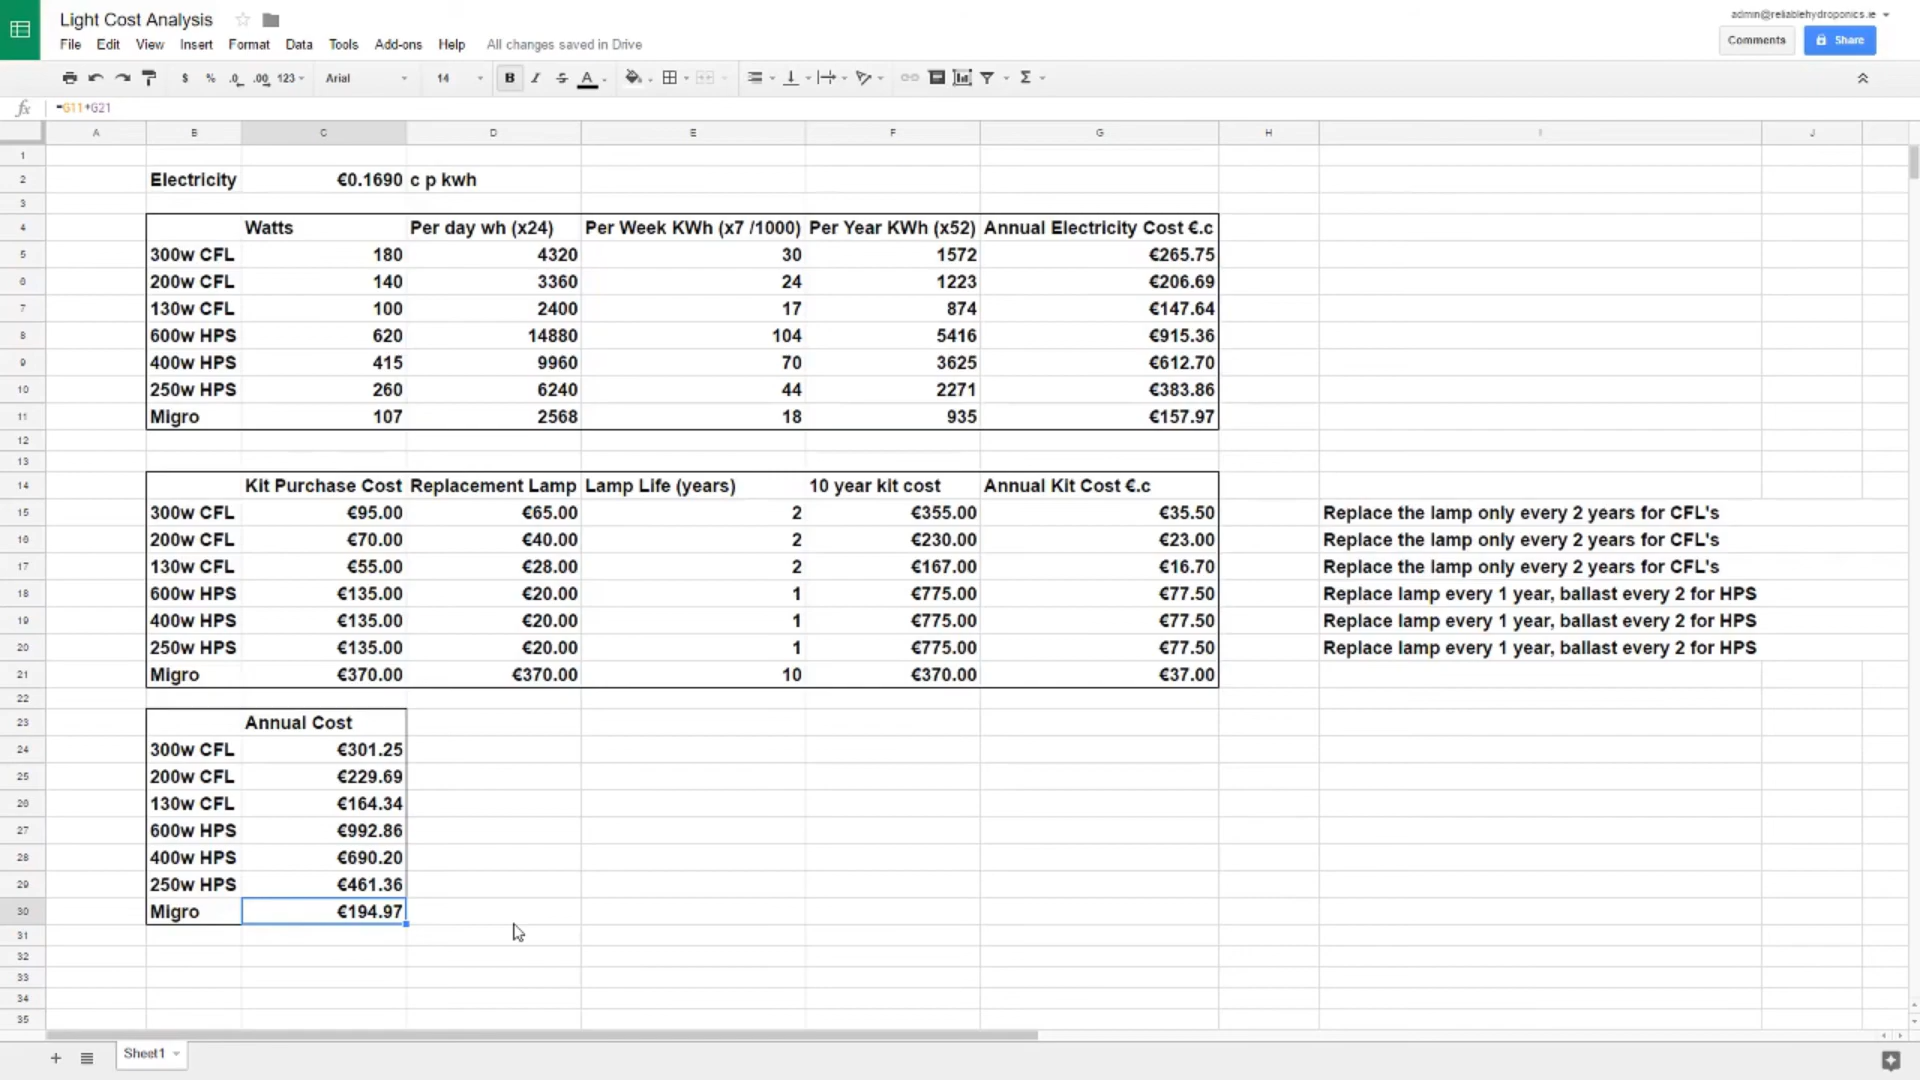 Light Cost Analysis
admin@reliablehydroponics.ie
File Edit View Insert Format Data Tools Add-ons Help All changes saved in Drive
Comments Share
$ % .0 .00 123 Arial 14 B I S A Σ
fx =G11+G21
A B C D E F G H I J
1
2 Electricity €0.1690 c p kwh
3
4 Watts Per day wh (x24) Per Week KWh (x7 /1000) Per Year KWh (x52) Annual Electricity Cost €.c
5 300w CFL 180 4320 30 1572 €265.75
6 200w CFL 140 3360 24 1223 €206.69
7 130w CFL 100 2400 17 874 €147.64
8 600w HPS 620 14880 104 5416 €915.36
9 400w HPS 415 9960 70 3625 €612.70
10 250w HPS 260 6240 44 2271 €383.86
11 Migro 107 2568 18 935 €157.97
12
13
14 Kit Purchase Cost Replacement Lamp Lamp Life (years) 10 year kit cost Annual Kit Cost €.c
15 300w CFL €95.00 €65.00 2 €355.00 €35.50 Replace the lamp only every 2 years for CFL's
16 200w CFL €70.00 €40.00 2 €230.00 €23.00 Replace the lamp only every 2 years for CFL's
17 130w CFL €55.00 €28.00 2 €167.00 €16.70 Replace the lamp only every 2 years for CFL's
18 600w HPS €135.00 €20.00 1 €775.00 €77.50 Replace lamp every 1 year, ballast every 2 for HPS
19 400w HPS €135.00 €20.00 1 €775.00 €77.50 Replace lamp every 1 year, ballast every 2 for HPS
20 250w HPS €135.00 €20.00 1 €775.00 €77.50 Replace lamp every 1 year, ballast every 2 for HPS
21 Migro €370.00 €370.00 10 €370.00 €37.00
22
23 Annual Cost
24 300w CFL €301.25
25 200w CFL €229.69
26 130w CFL €164.34
27 600w HPS €992.86
28 400w HPS €690.20
29 250w HPS €461.36
30 Migro €194.97
31
32
33
34
35
Sheet1